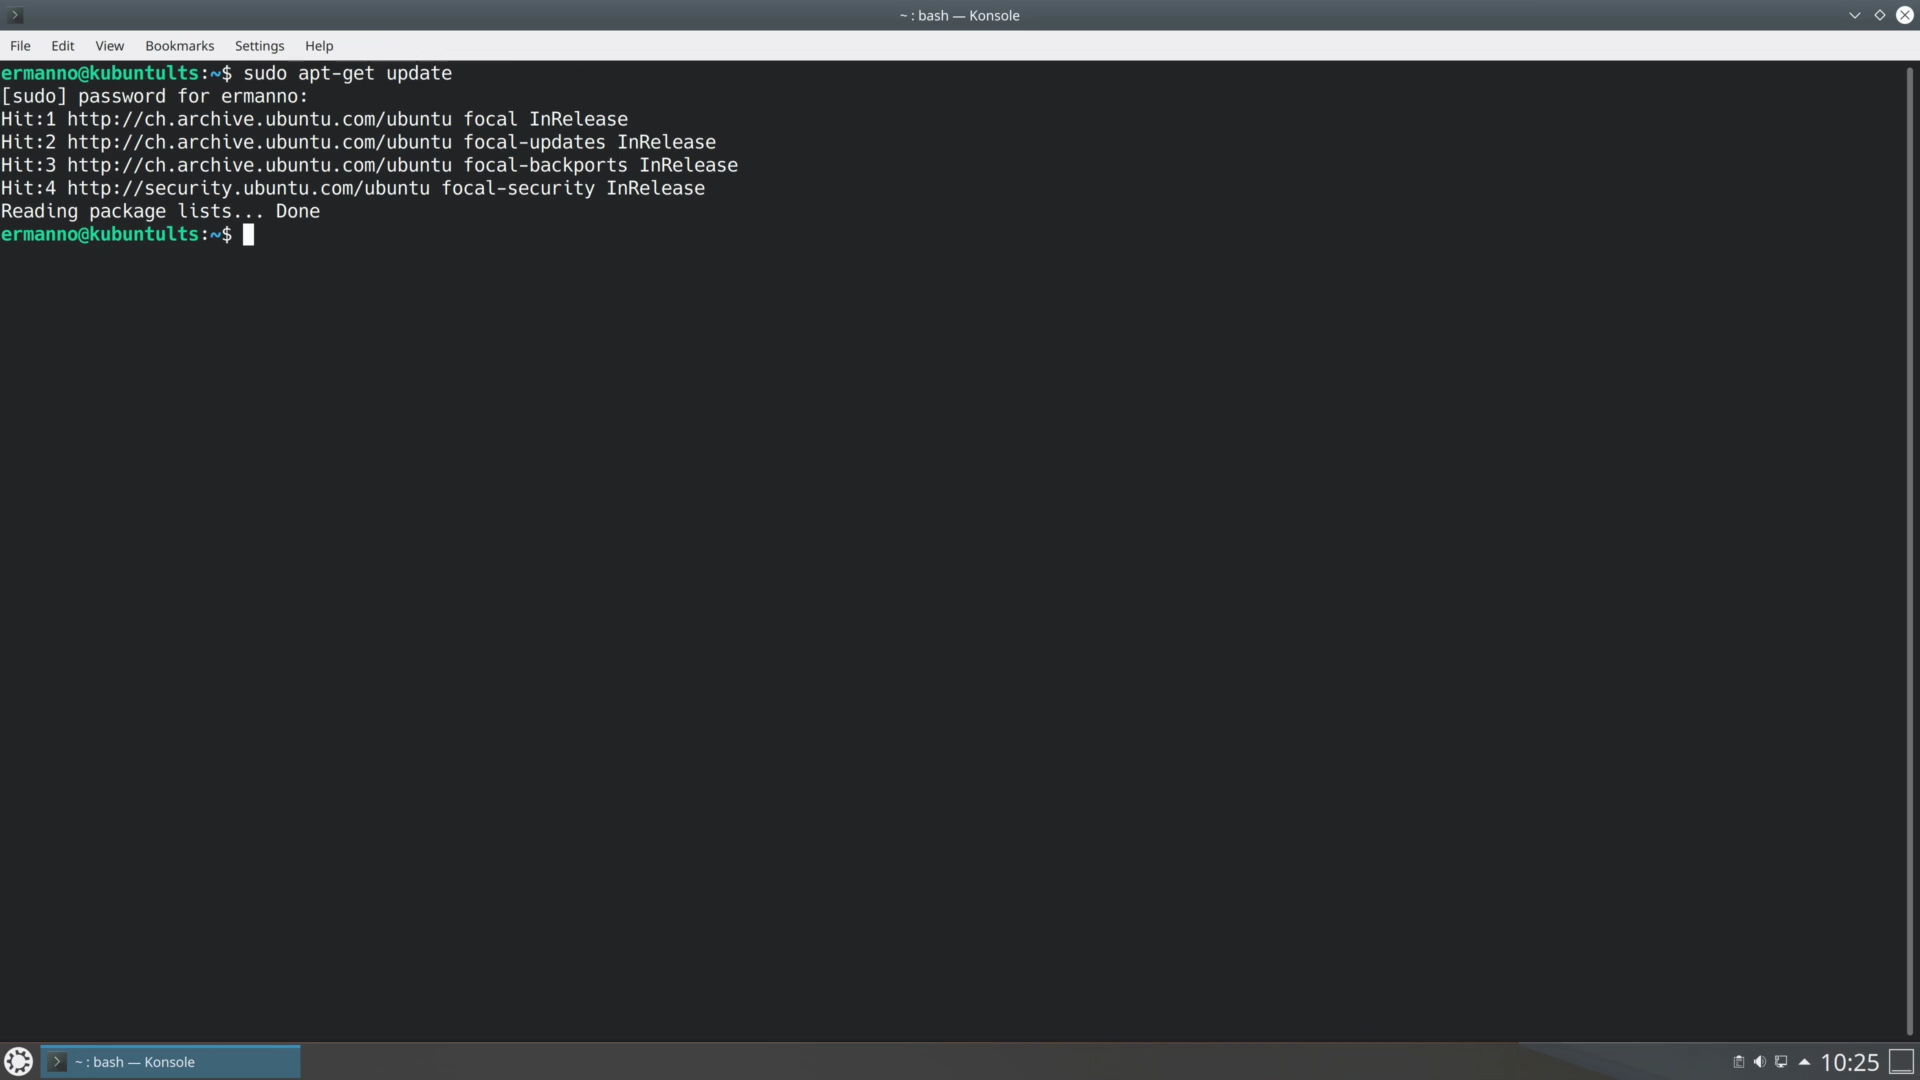 ~ : bash — Konsole
File Edit View Bookmarks Settings Help
ermanno@kubuntults:~$ sudo apt-get update
[sudo] password for ermanno:
Hit:1 http://ch.archive.ubuntu.com/ubuntu focal InRelease
Hit:2 http://ch.archive.ubuntu.com/ubuntu focal-updates InRelease
Hit:3 http://ch.archive.ubuntu.com/ubuntu focal-backports InRelease
Hit:4 http://security.ubuntu.com/ubuntu focal-security InRelease
Reading package lists... Done
ermanno@kubuntults:~$
~ : bash — Konsole 10:25